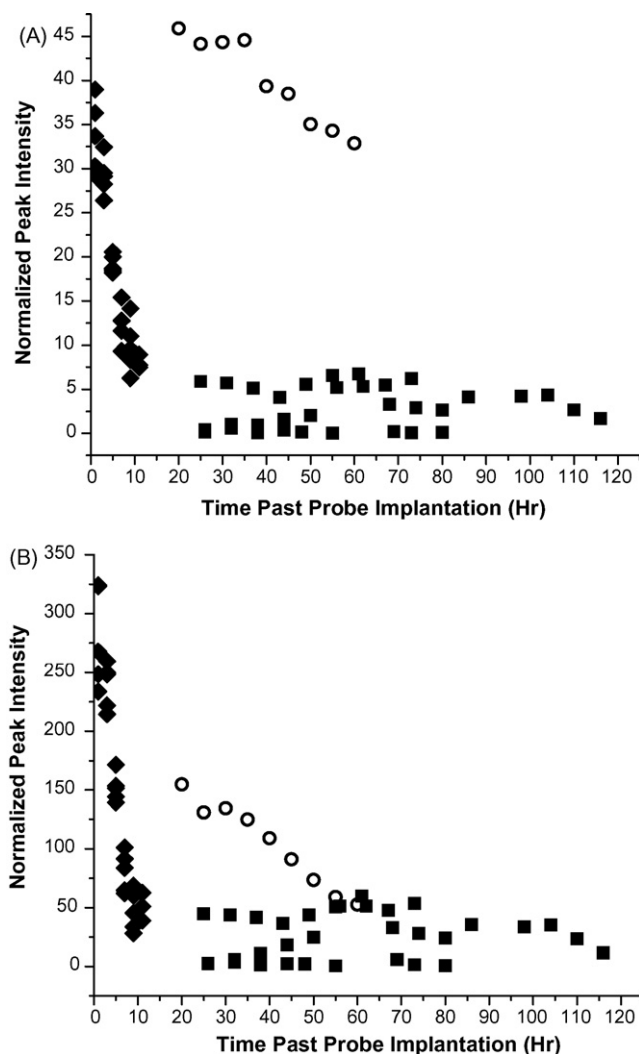 (A)
45
40
35
30
25
20
15
10
5
0
Normalized Peak Intensity
0 10 20 30 40 50 60 70 80 90 100 110 120
Time Past Probe Implantation (Hr)
(B)
350
300
250
200
150
100
50
0
Normalized Peak Intensity
0 10 20 30 40 50 60 70 80 90 100 110 120
Time Past Probe Implantation (Hr)